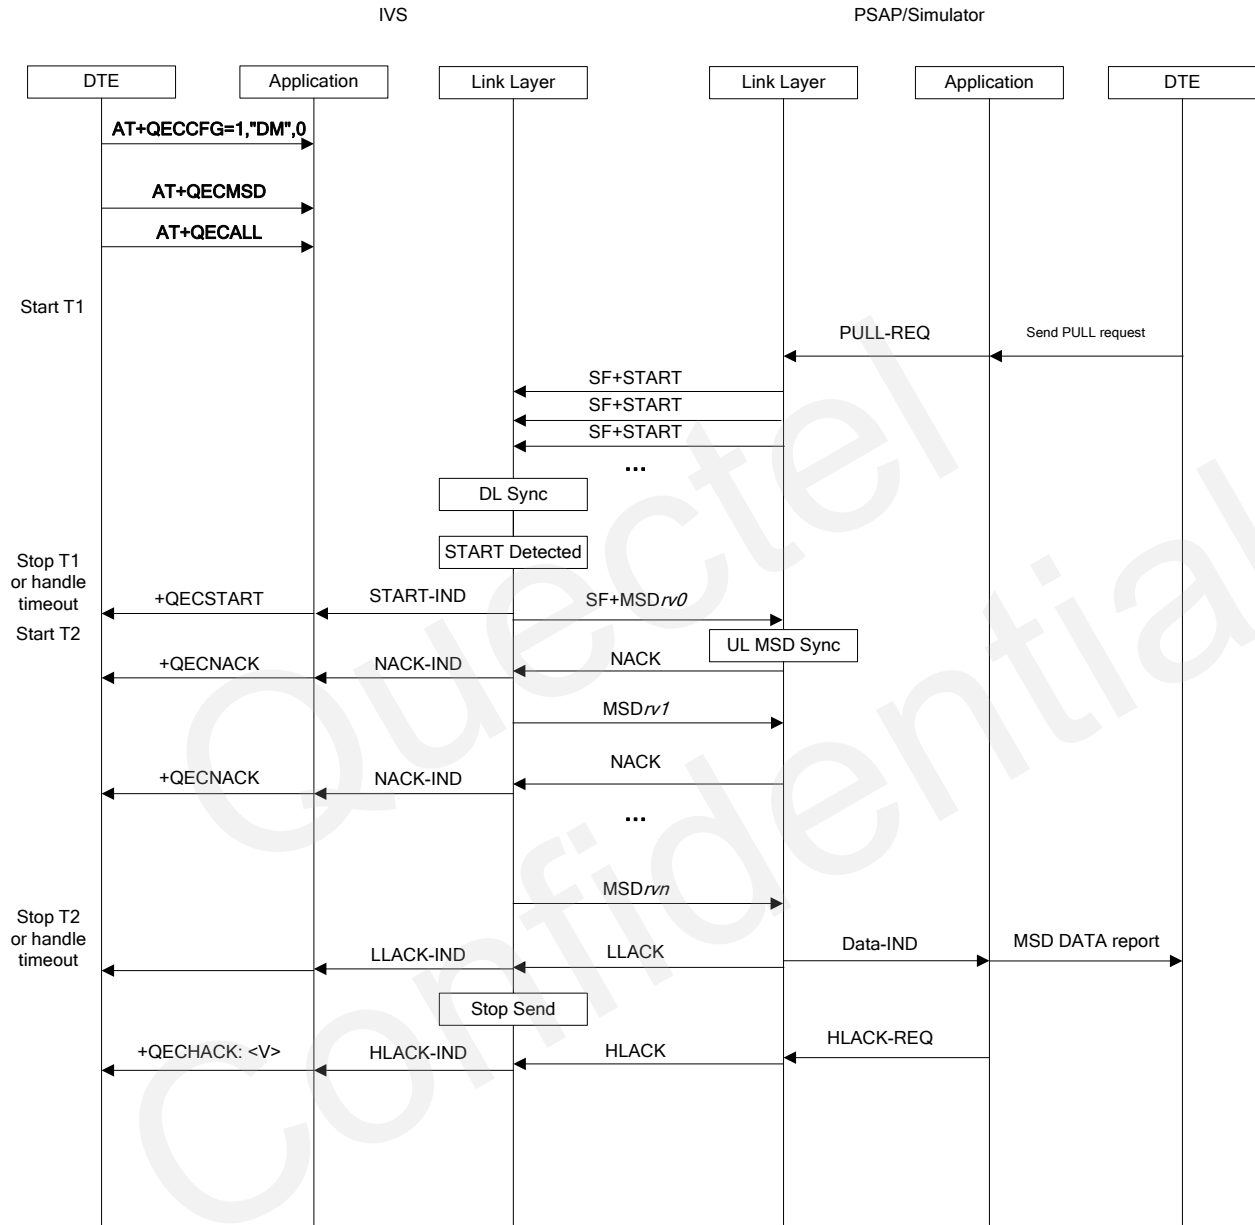 IVS
PSAP/Simulator
DTE
Application
Link Layer
Link Layer
Application
DTE
AT+QECCFG=1,"DM",0
AT+QECMSD
AT+QECALL
Start T1
PULL-REQ
Send PULL request
SF+START
SF+START
SF+START
...
DL Sync
START Detected
Stop T1
or handle
timeout
+QECSTART
START-IND
SF+MSDrv0
Start T2
UL MSD Sync
+QECNACK
NACK-IND
NACK
MSDrv1
+QECNACK
NACK-IND
NACK
...
MSDrvn
Stop T2
or handle
timeout
LLACK-IND
LLACK
Data-IND
MSD DATA report
Stop Send
HLACK-REQ
+QECHACK: <V>
HLACK-IND
HLACK
Quectel
Confidential